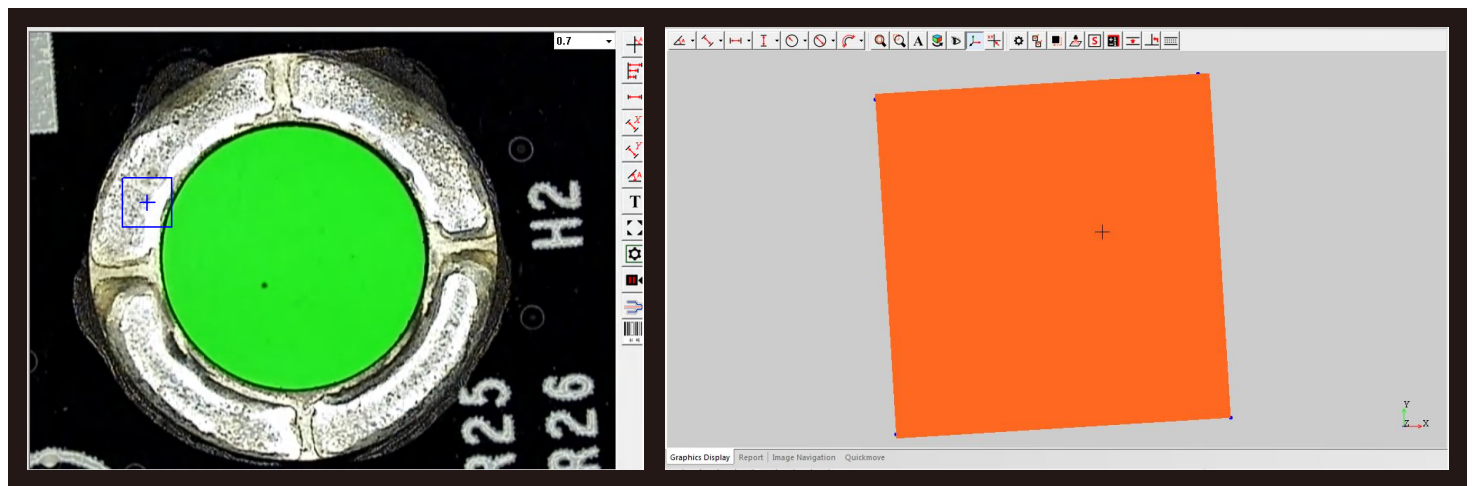 0.7
H2
R25
R26
A
X
Y
A
T
A
D
S
Y
Z X
Graphics Display Report Image Navigation Quickmove